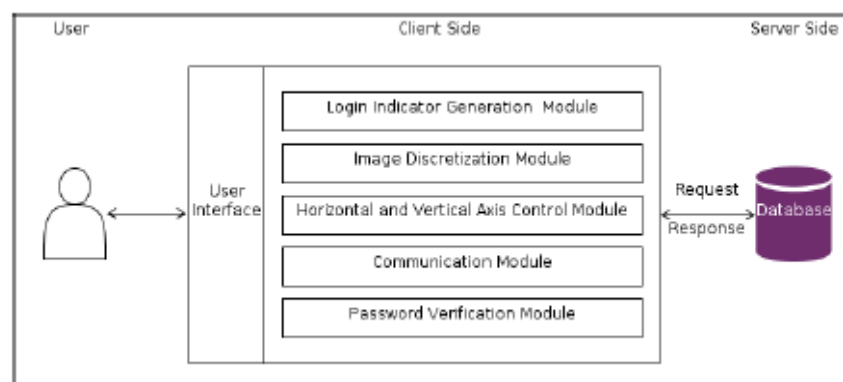 User
Client Side
Server Side
User
Interface
Login Indicator Generation Module
Image Discretization Module
Horizontal and Vertical Axis Control Module
Communication Module
Password Verification Module
Request
Response
Database